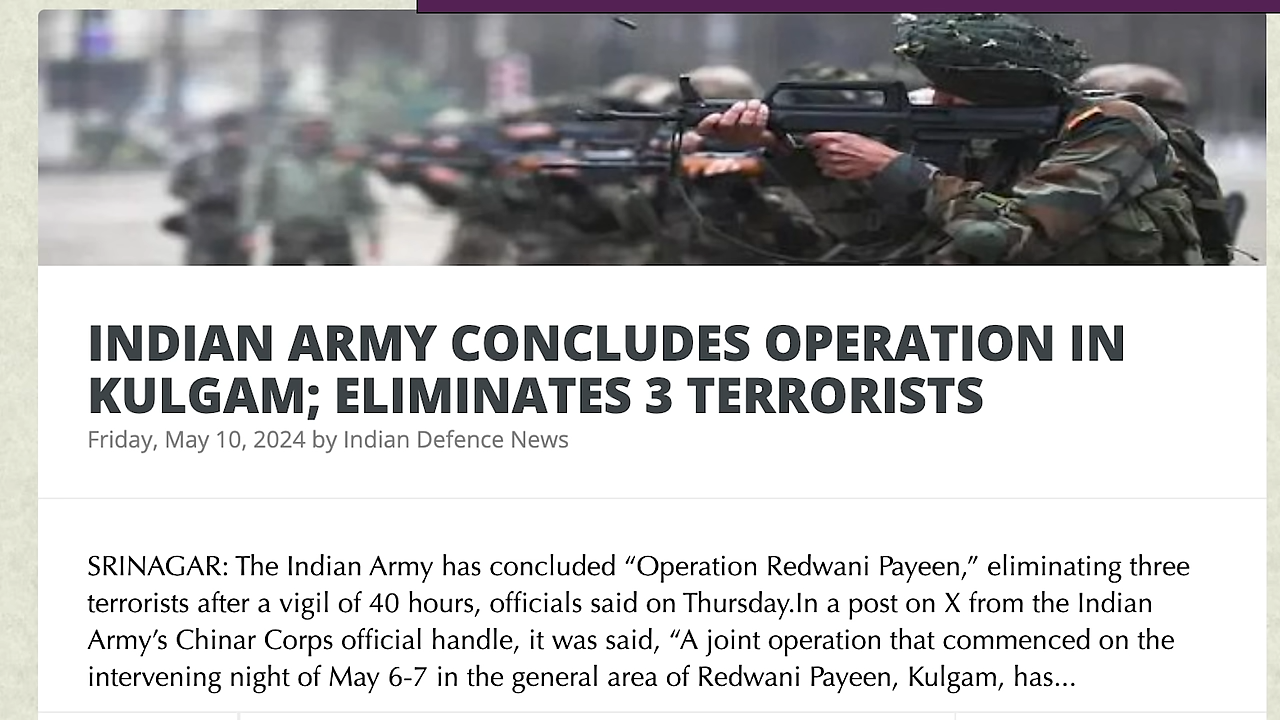 INDIAN ARMY CONCLUDES OPERATION IN
KULGAM; ELIMINATES 3 TERRORISTS
Friday, May 10, 2024 by Indian Defence News
SRINAGAR: The Indian Army has concluded “Operation Redwani Payeen,” eliminating three
terrorists after a vigil of 40 hours, officials said on Thursday.In a post on X from the Indian
Army’s Chinar Corps official handle, it was said, “A joint operation that commenced on the
intervening night of May 6-7 in the general area of Redwani Payeen, Kulgam, has...